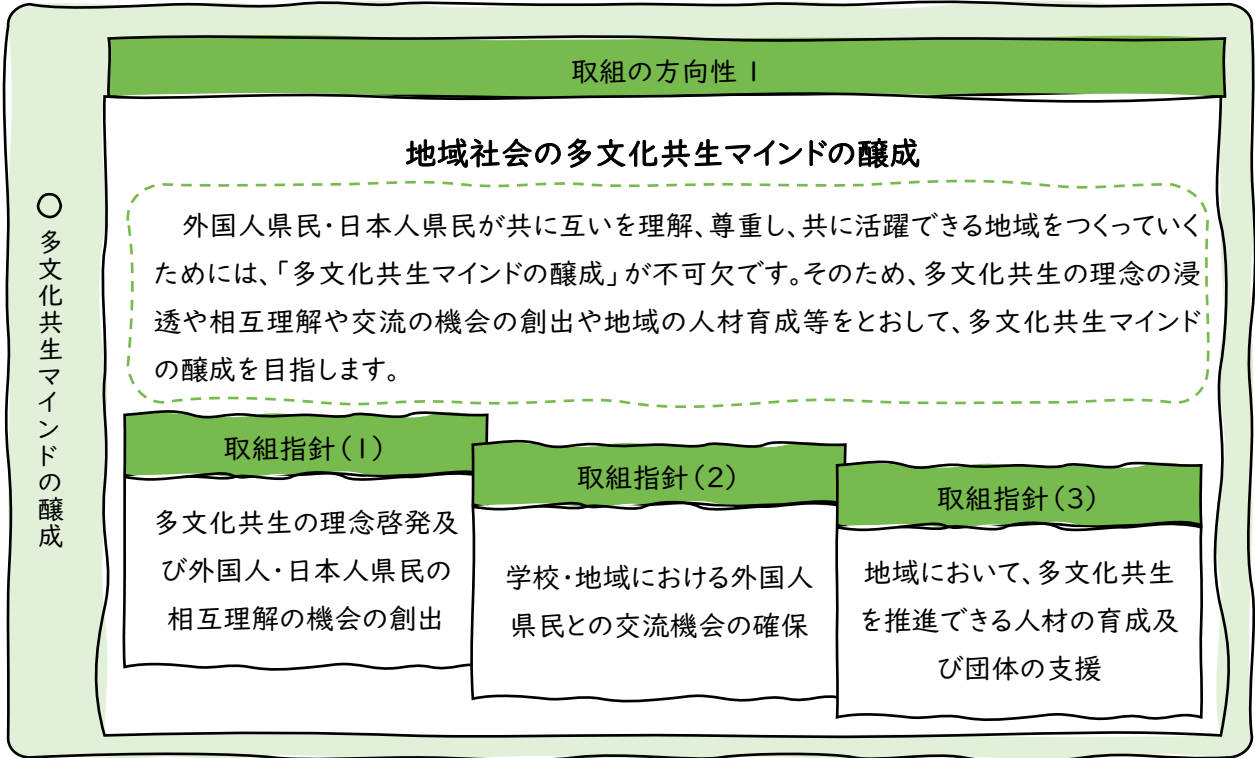 取組の方向性1
地域社会の多文化共生マインドの醸成
○多文化共生マインドの醸成
外国人県民・日本人県民が共に互いを理解、尊重し、共に活躍できる地域をつくっていく
ためには、「多文化共生マインドの醸成」が不可欠です。そのため、多文化共生の理念の浸
透や相互理解や交流の機会の創出や地域の人材育成等をとおして、多文化共生マインド
の醸成を目指します。
取組指針(1)
多文化共生の理念啓発及
び外国人・日本人県民の
相互理解の機会の創出
取組指針(2)
学校・地域における外国人
県民との交流機会の確保
取組指針(3)
地域において、多文化共生
を推進できる人材の育成及
び団体の支援